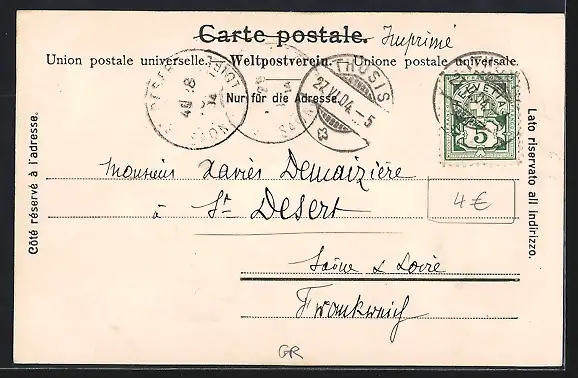 Carte postale. Imprimé
Union postale universelle. Weltpostverein. Unione postale universale.
Nur für die Adresse.
THUSIS
27.VI.04.-5
HELVETIA
5
Côté réservé à l'adresse.
Lato riservato all indirizzo.
Monsieur Xavier Demaizière
à St Desert
4€
Saône & Loire
Frankreich
GR